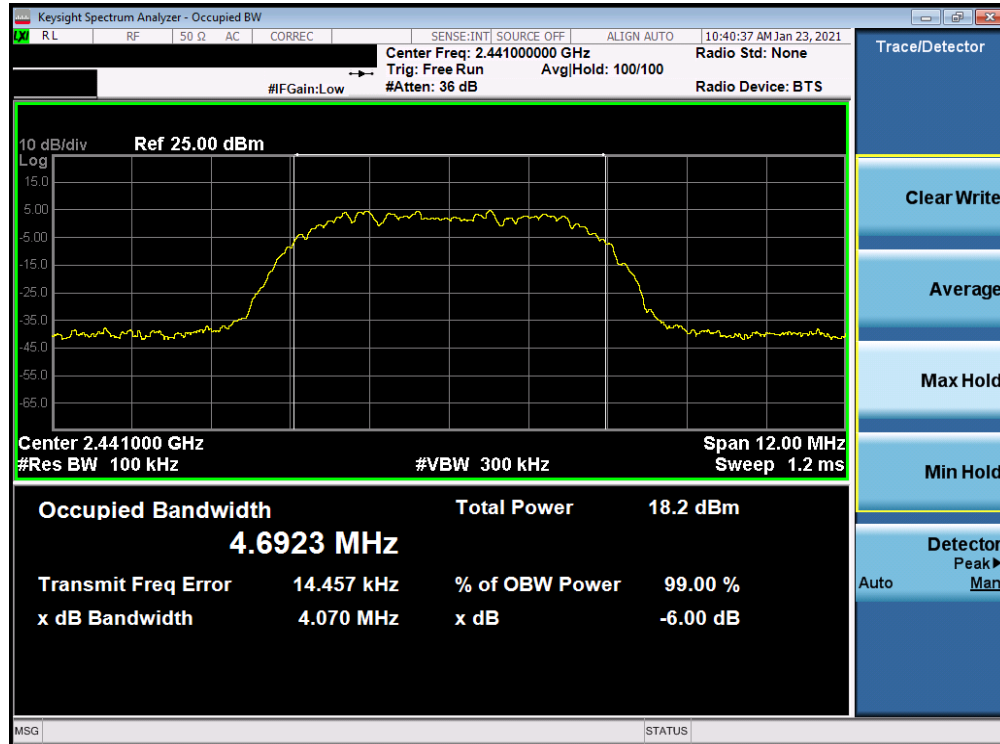 Keysight Spectrum Analyzer - Occupied BW
LXI RL RF 50 Ω AC CORREC SENSE:INT SOURCE OFF ALIGN AUTO 10:40:37 AM Jan 23, 2021
Center Freq: 2.441000000 GHz Radio Std: None
Trig: Free Run Avg|Hold: 100/100
#IFGain:Low #Atten: 36 dB Radio Device: BTS
Trace/Detector
10 dB/div Ref 25.00 dBm
Log
15.0
5.00
-5.00
-15.0
-25.0
-35.0
-45.0
-55.0
-65.0
Center 2.441000 GHz Span 12.00 MHz
#Res BW 100 kHz #VBW 300 kHz Sweep 1.2 ms
Occupied Bandwidth Total Power 18.2 dBm
4.6923 MHz
Transmit Freq Error 14.457 kHz % of OBW Power 99.00 %
x dB Bandwidth 4.070 MHz x dB -6.00 dB
Clear Write
Average
Max Hold
Min Hold
Detector
Peak▶
Auto Man
MSG STATUS